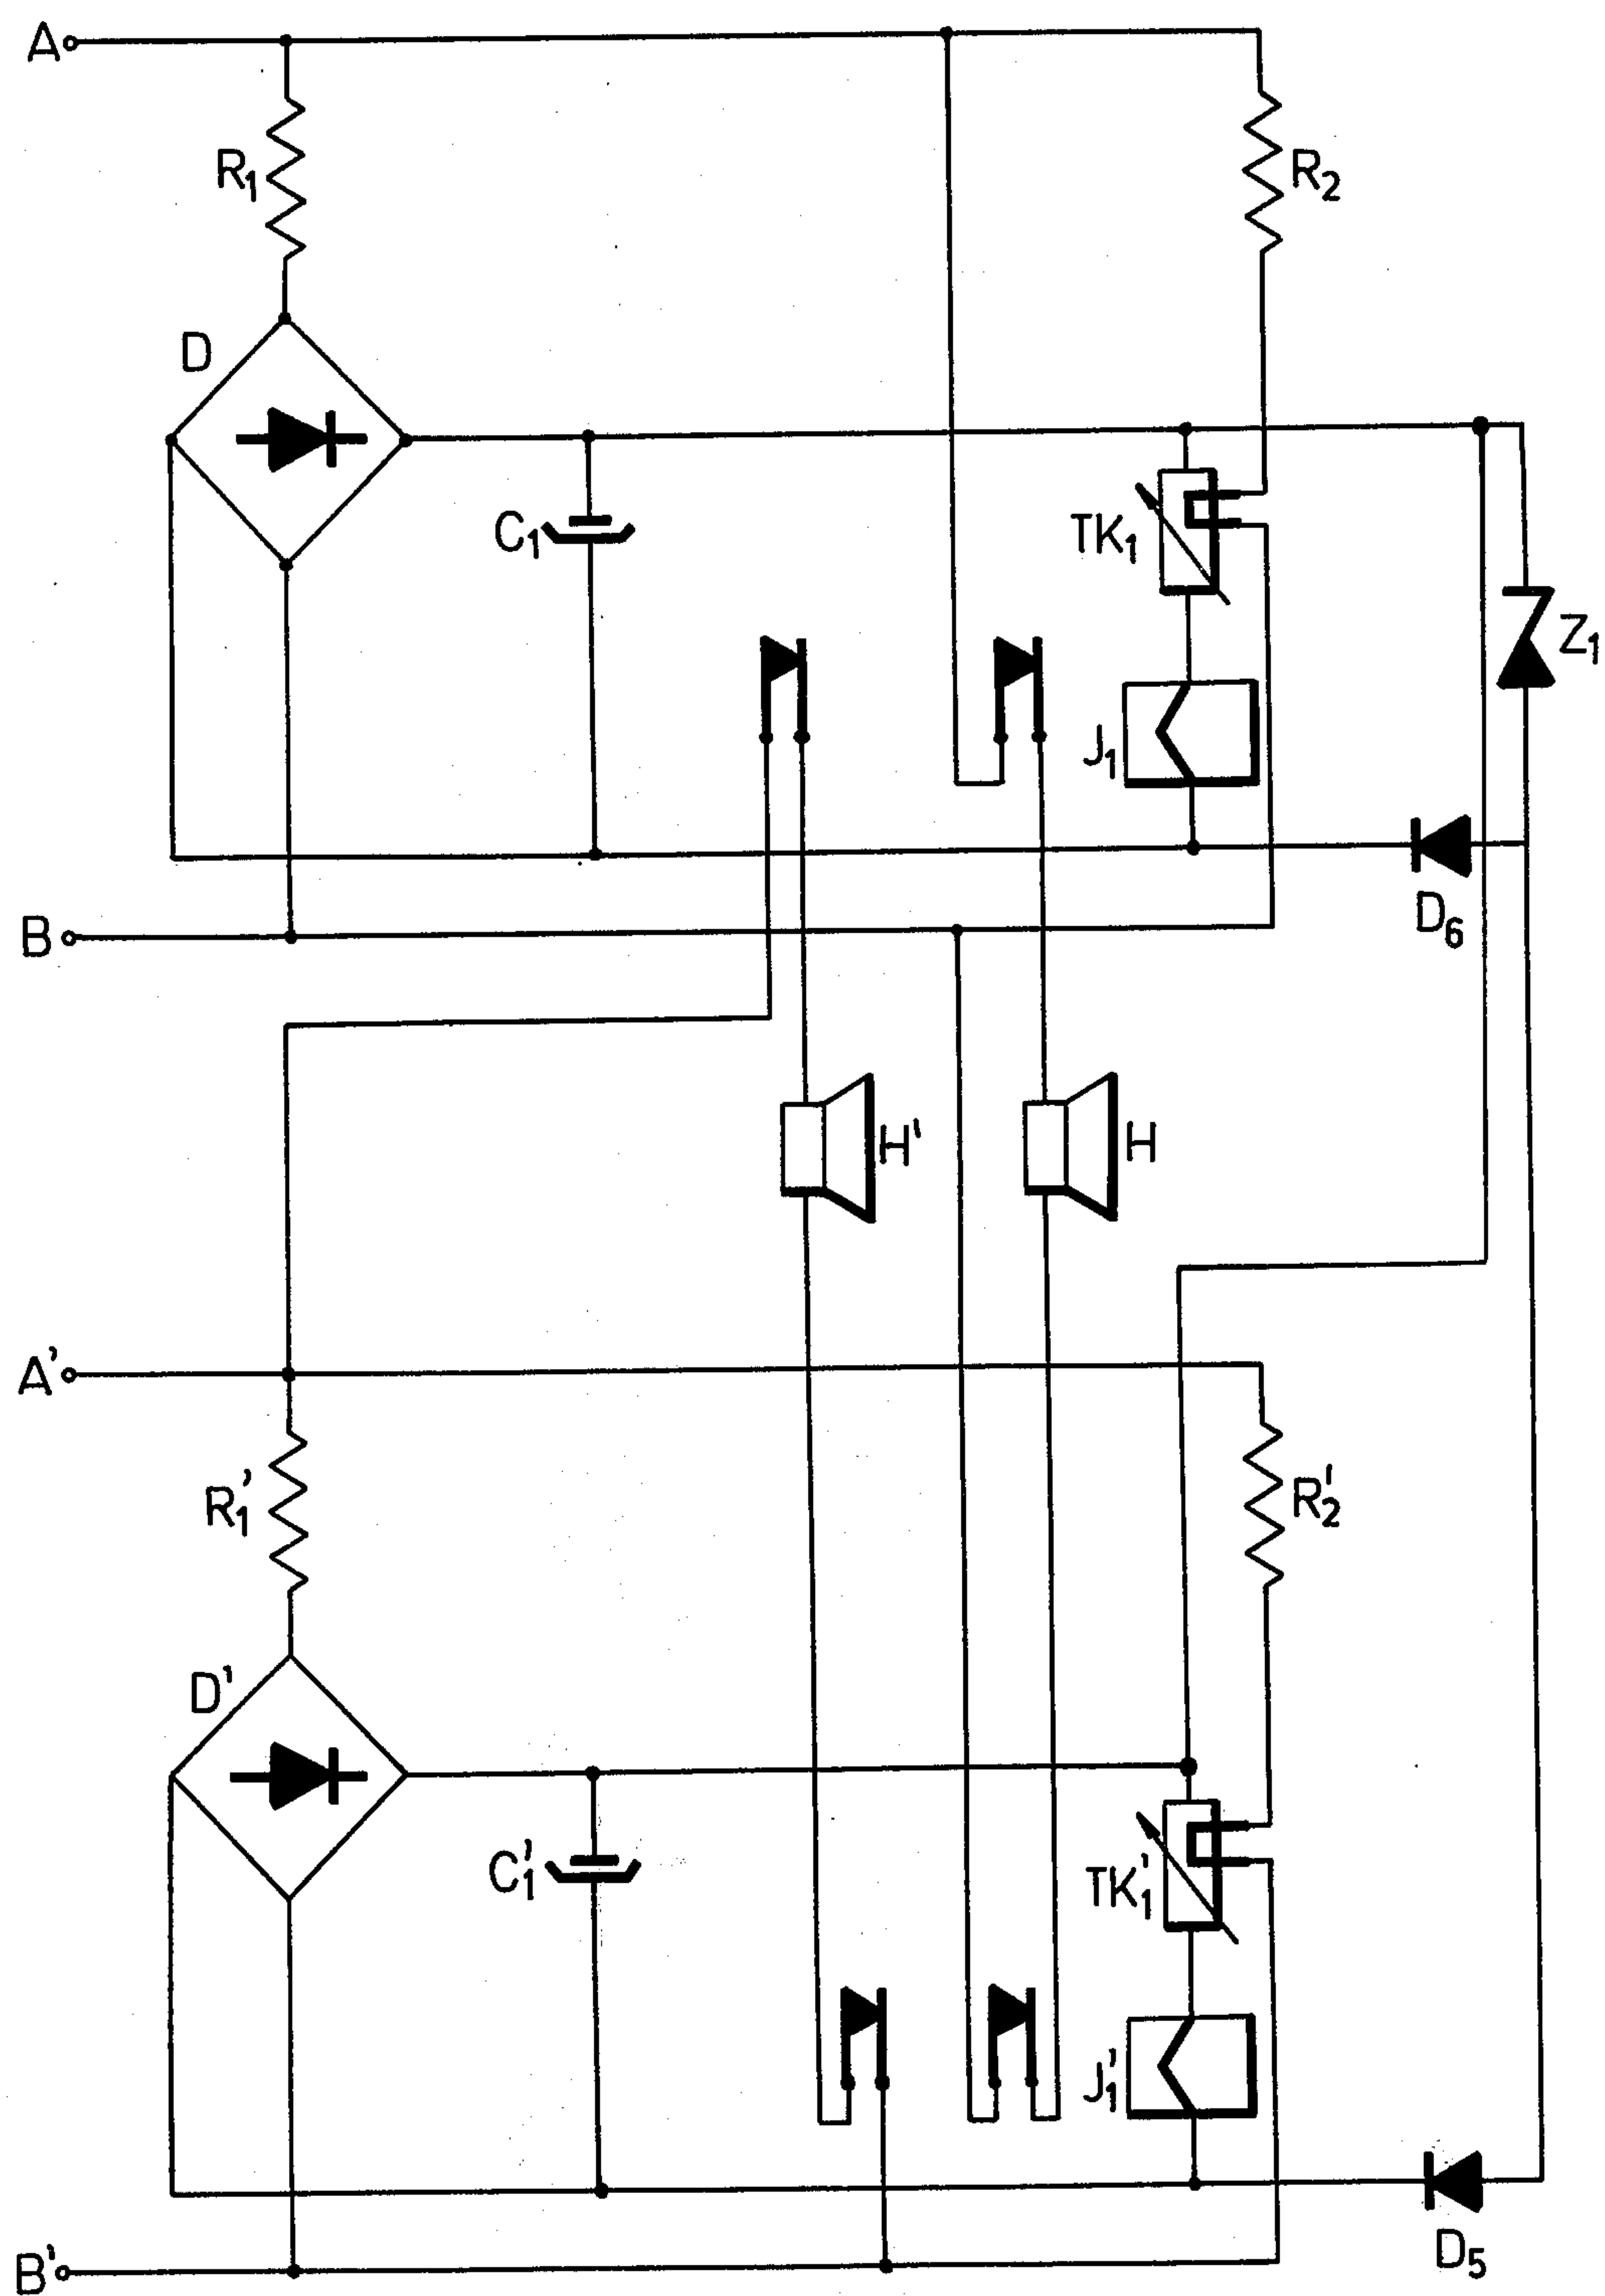 A
R1
R2
D
C1
TK1
Z1
J1
B
D6
H' H
A'
R1'
R2'
D'
C1'
TK1'
J1'
D5
B'